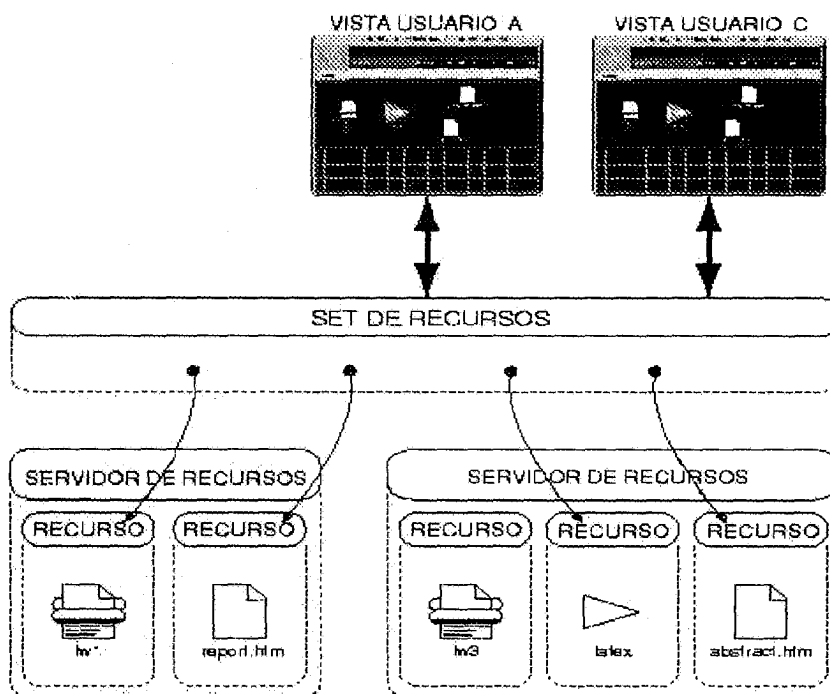 VISTA USUARIO A
VISTA USUARIO C
SET DE RECURSOS
SERVIDOR DE RECURSOS
SERVIDOR DE RECURSOS
RECURSO
RECURSO
RECURSO
RECURSO
RECURSO
report.htm
lw3
latex
abstract.htm